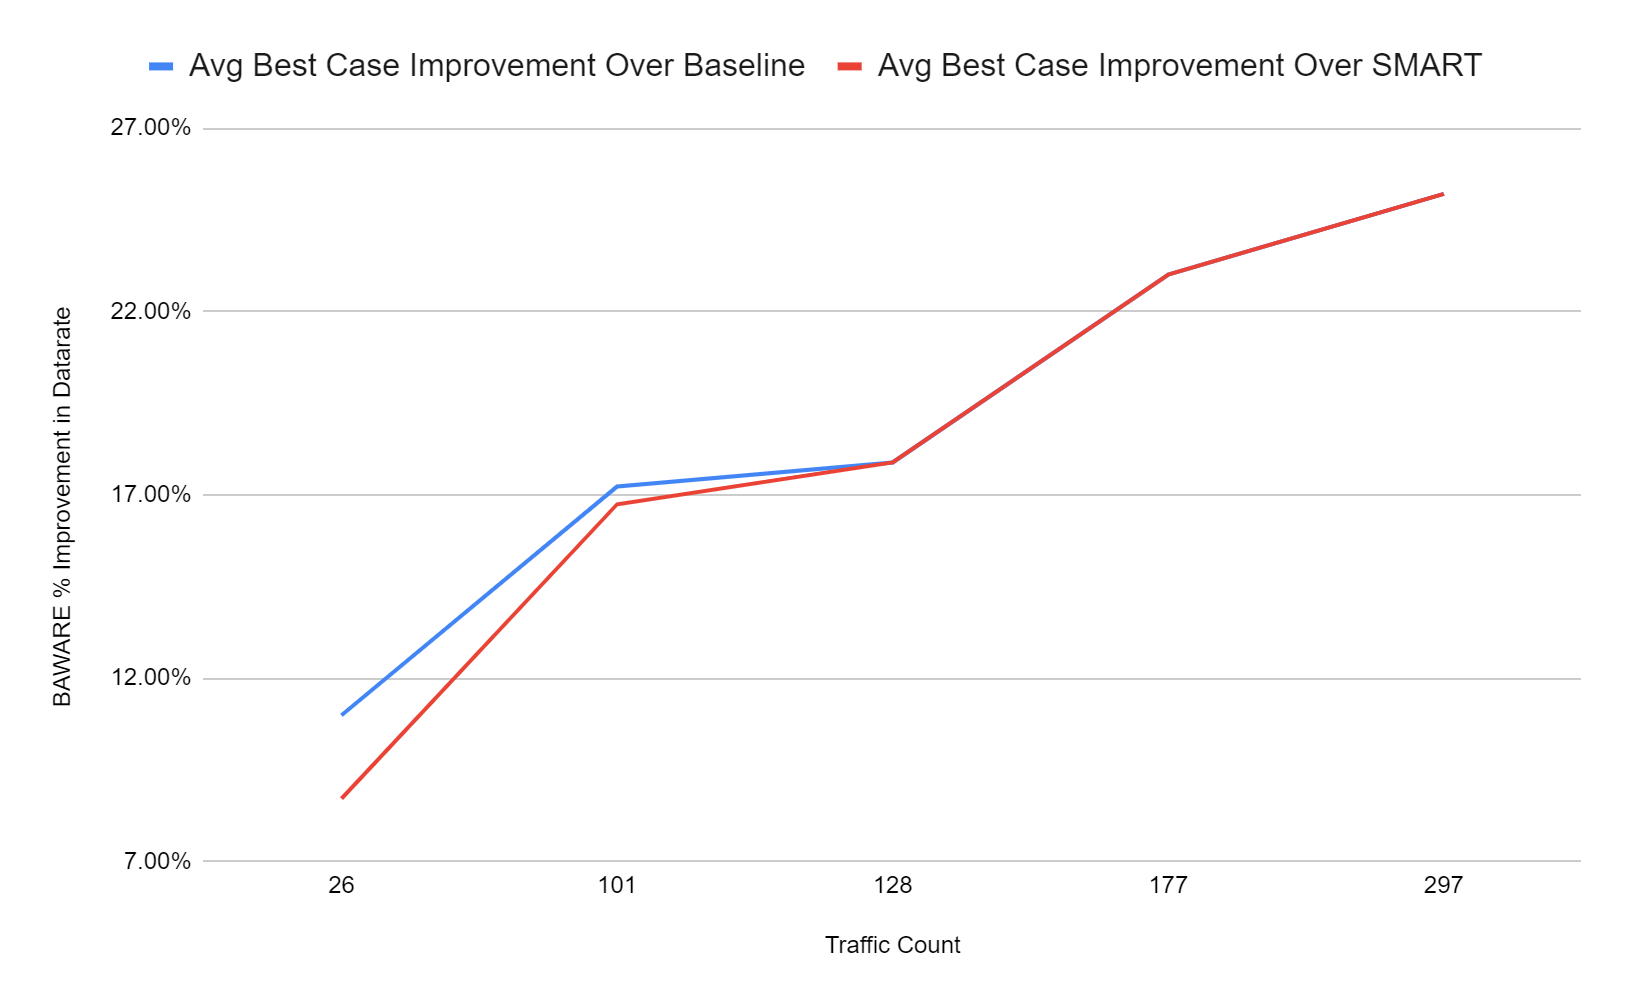 Avg Best Case Improvement Over Baseline Avg Best Case Improvement Over SMART
27.00%
22.00%
17.00%
12.00%
7.00%
BAWARE % Improvement in Datarate
26 101 128 177 297
Traffic Count